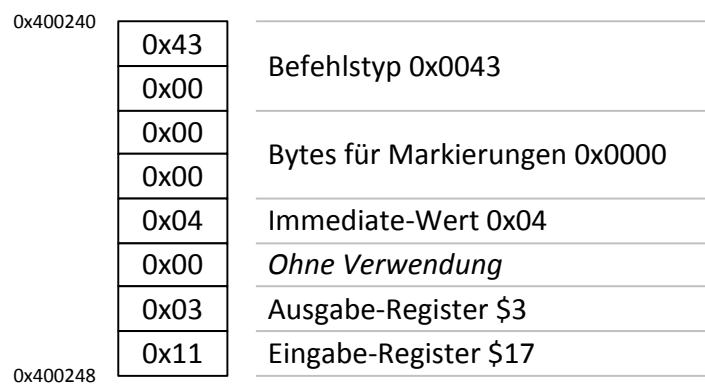 0x400240
0x43
Befehlstyp 0x0043
0x00
0x00
Bytes für Markierungen 0x0000
0x00
0x04 Immediate-Wert 0x04
0x00 Ohne Verwendung
0x03 Ausgabe-Register $3
0x11 Eingabe-Register $17
0x400248